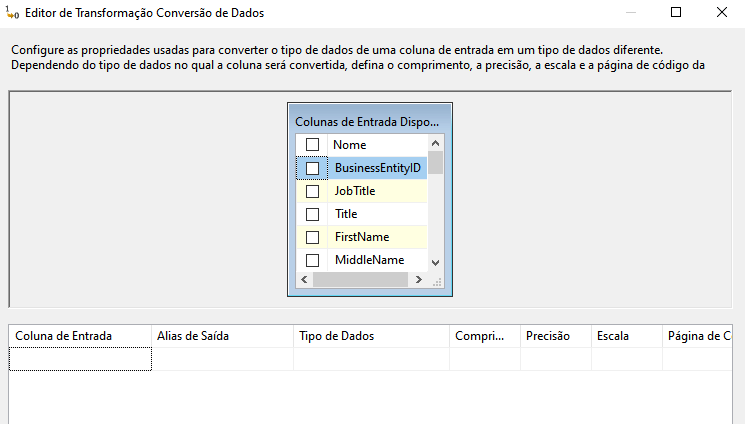 Editor de Transformação Conversão de Dados
Configure as propriedades usadas para converter o tipo de dados de uma coluna de entrada em um tipo de dados diferente.
Dependendo do tipo de dados no qual a coluna será convertida, defina o comprimento, a precisão, a escala e a página de código da
Colunas de Entrada Dispo...
Nome
BusinessEntityID
JobTitle
Title
FirstName
MiddleName
Coluna de Entrada Alias de Saída Tipo de Dados Compri... Precisão Escala Página de C